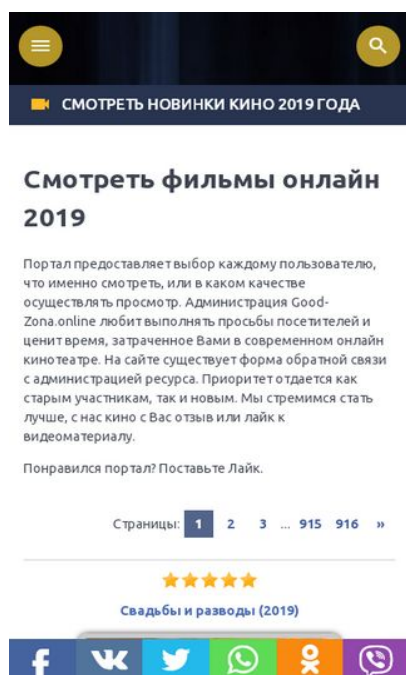 СМОТРЕТЬ НОВИНКИ КИНО 2019 ГОДА
Смотреть фильмы онлайн
2019
Портал предоставляет выбор каждому пользователю,
что именно смотреть, или в каком качестве
осуществлять просмотр. Администрация Good-
Zona.online любит выполнять просьбы посетителей и
ценит время, затраченное Вами в современном онлайн
кинотеатре. На сайте существует форма обратной связи
с администрацией ресурса. Приоритет отдается как
старым участникам, так и новым. Мы стремимся стать
лучше, с нас кино с Вас отзыв или лайк к
видеоматериалу.
Понравился портал? Поставьте Лайк.
Страницы: 1 2 3 ... 915 916 »
Свадьбы и разводы (2019)